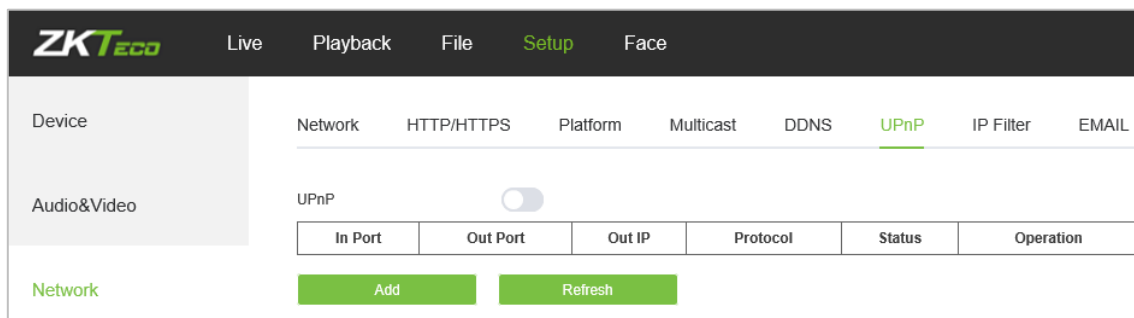 ZKTECO Live Playback File Setup Face
Device
Network HTTP/HTTPS Platform Multicast DDNS UPnP IP Filter EMAIL
Audio&Video
UPnP
In Port Out Port Out IP Protocol Status Operation
Network
Add Refresh